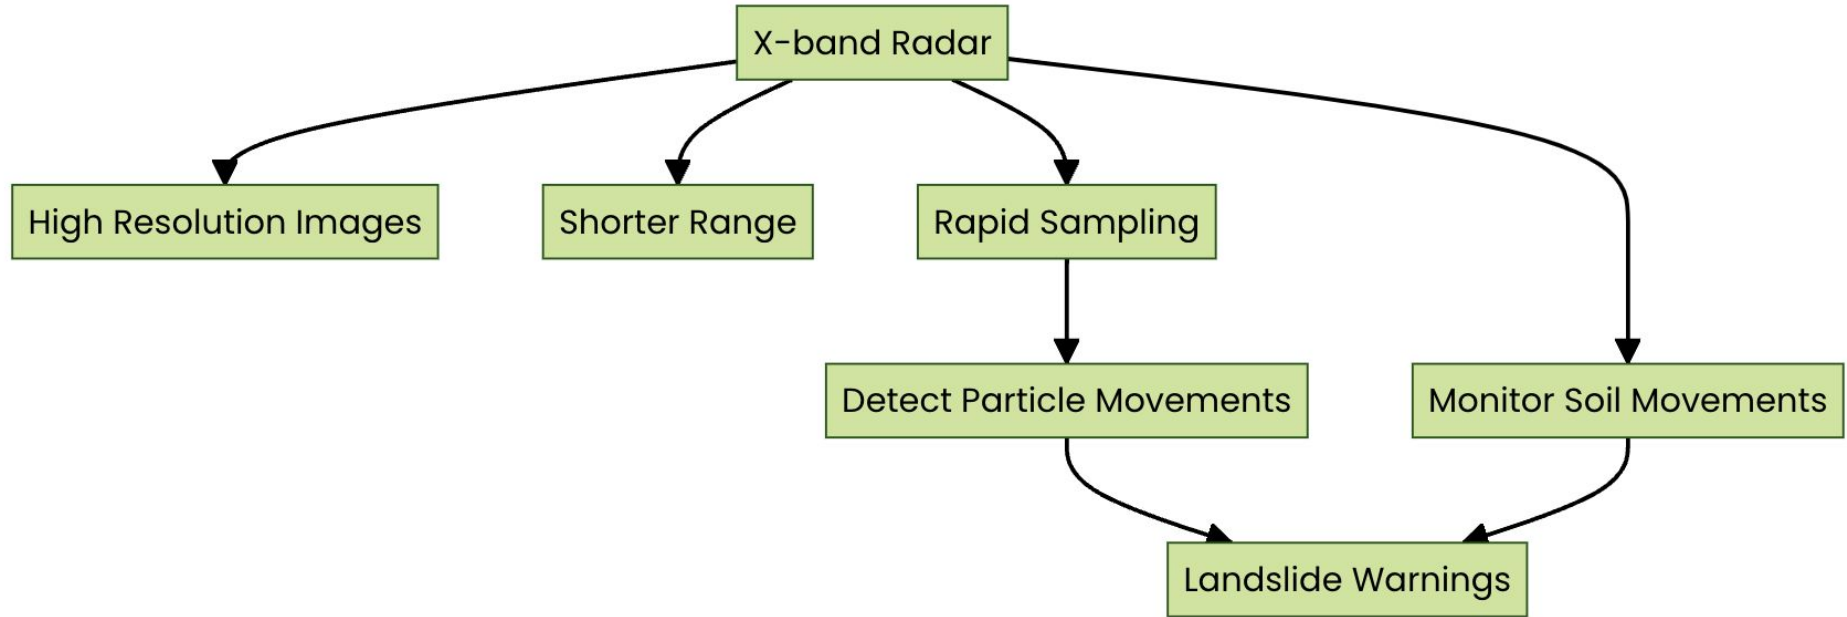 X-band Radar
High Resolution Images
Shorter Range
Rapid Sampling
Detect Particle Movements
Monitor Soil Movements
Landslide Warnings